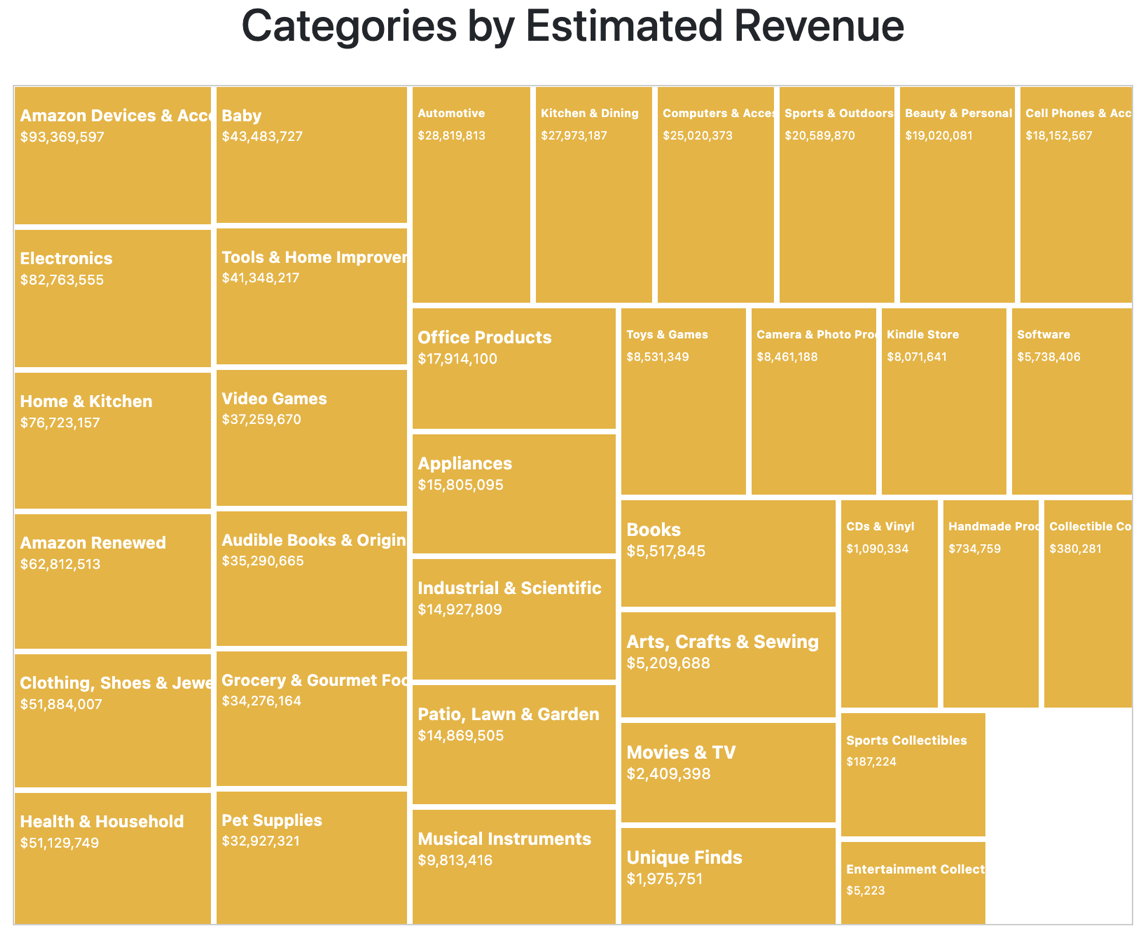 Categories by Estimated Revenue
Amazon Devices & Acc
$93,369,597
Electronics
$82,763,555
Home & Kitchen
$76,723,157
Amazon Renewed
$62,812,513
Clothing, Shoes & Jewe
$51,884,007
Health & Household
$51,129,749
Baby
$43,483,727
Tools & Home Improver
$41,348,217
Video Games
$37,259,670
Audible Books & Origin
$35,290,665
Grocery & Gourmet Foo
$34,276,164
Pet Supplies
$32,927,321
Automotive
$28,819,813
Kitchen & Dining
$27,973,187
Computers & Acces
$25,020,373
Sports & Outdoors
$20,589,870
Beauty & Personal
$19,020,081
Cell Phones & Acc
$18,152,567
Office Products
$17,914,100
Appliances
$15,805,095
Industrial & Scientific
$14,927,809
Patio, Lawn & Garden
$14,869,505
Musical Instruments
$9,813,416
Toys & Games
$8,531,349
Camera & Photo Pro
$8,461,188
Kindle Store
$8,071,641
Software
$5,738,406
Books
$5,517,845
Arts, Crafts & Sewing
$5,209,688
Movies & TV
$2,409,398
Unique Finds
$1,975,751
CDs & Vinyl
$1,090,334
Handmade Prod
$734,759
Collectible Co
$380,281
Sports Collectibles
$187,224
Entertainment Collect
$5,223